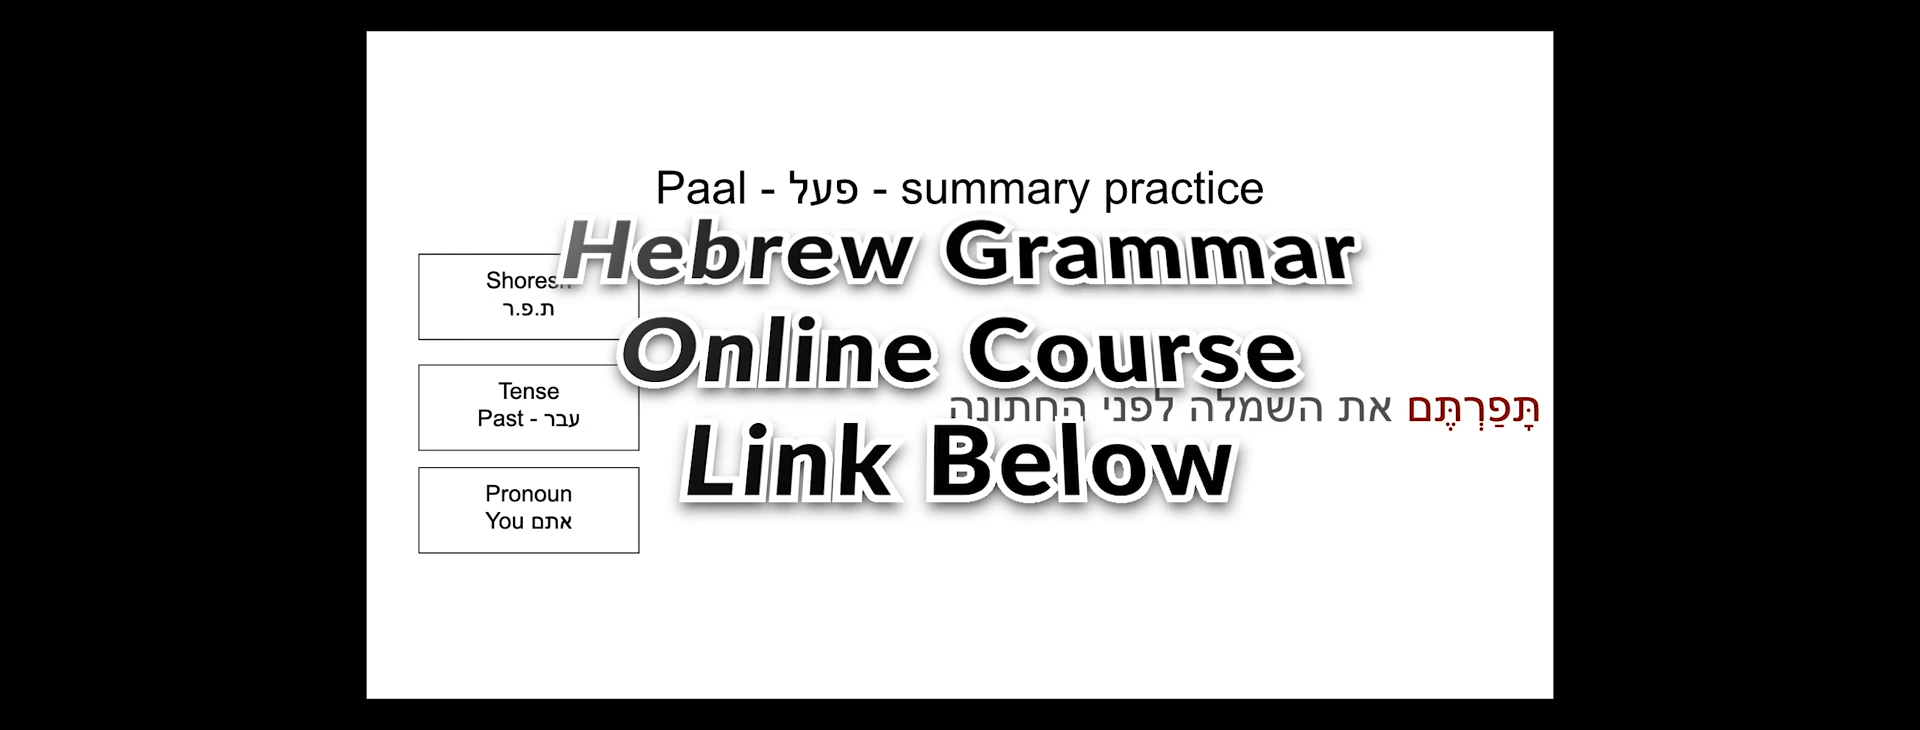 Paal - פעל - summary practice
Hebrew Grammar
Online Course
Link Below
Shoresh
ת.פ.ר
Tense
Past - עבר
Pronoun
You אתם
תָּפַרְתֶּם את השמלה לפני החתונה